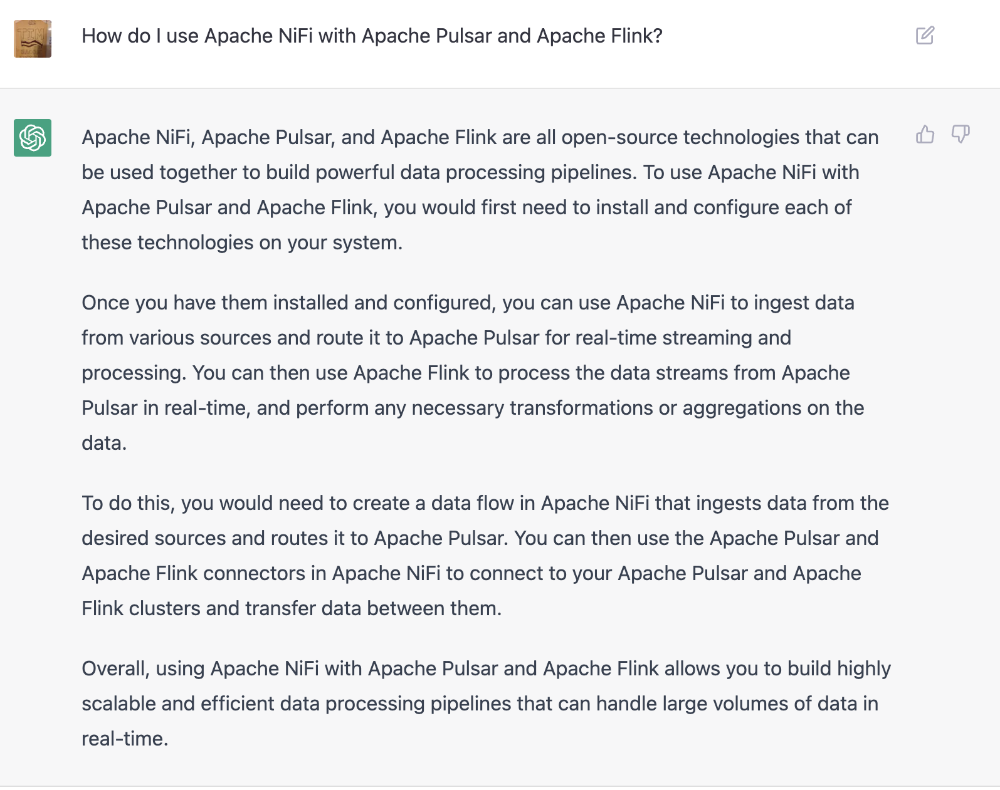 TIM
How do I use Apache NiFi with Apache Pulsar and Apache Flink?
Apache NiFi, Apache Pulsar, and Apache Flink are all open-source technologies that can
be used together to build powerful data processing pipelines. To use Apache NiFi with
Apache Pulsar and Apache Flink, you would first need to install and configure each of
these technologies on your system.
Once you have them installed and configured, you can use Apache NiFi to ingest data
from various sources and route it to Apache Pulsar for real-time streaming and
processing. You can then use Apache Flink to process the data streams from Apache
Pulsar in real-time, and perform any necessary transformations or aggregations on the
data.
To do this, you would need to create a data flow in Apache NiFi that ingests data from the
desired sources and routes it to Apache Pulsar. You can then use the Apache Pulsar and
Apache Flink connectors in Apache NiFi to connect to your Apache Pulsar and Apache
Flink clusters and transfer data between them.
Overall, using Apache NiFi with Apache Pulsar and Apache Flink allows you to build highly
scalable and efficient data processing pipelines that can handle large volumes of data in
real-time.